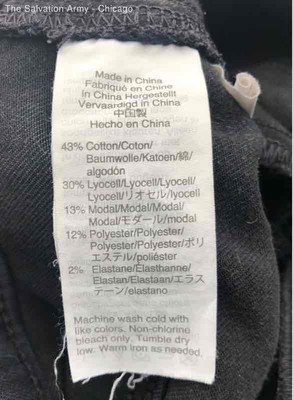 The Salvation Army - Chicago
Made in China
Fabriqué en Chine
in China Hergestellt
Vervaardigd in China
中国製
Hecho en China
43% Cotton/Coton/
Baumwolle/Katoen/綿/
algodón
30% Lyocell/Lyocell/Lyocell/
Lyocell/リオセル/lyocell
13% Modal/Modal/Modal/
Modal/モダール/modal
12% Polyester/Polyester/
Polyester/Polyester/ポリ
エステル/poliéster
2% Elastane/Élasthanne/
Elastan/Elastaan/エラス
テーン/elastano
Machine wash cold with
like colors. Non-chlorine
bleach only. Tumble dry
low. Warm iron as needed.